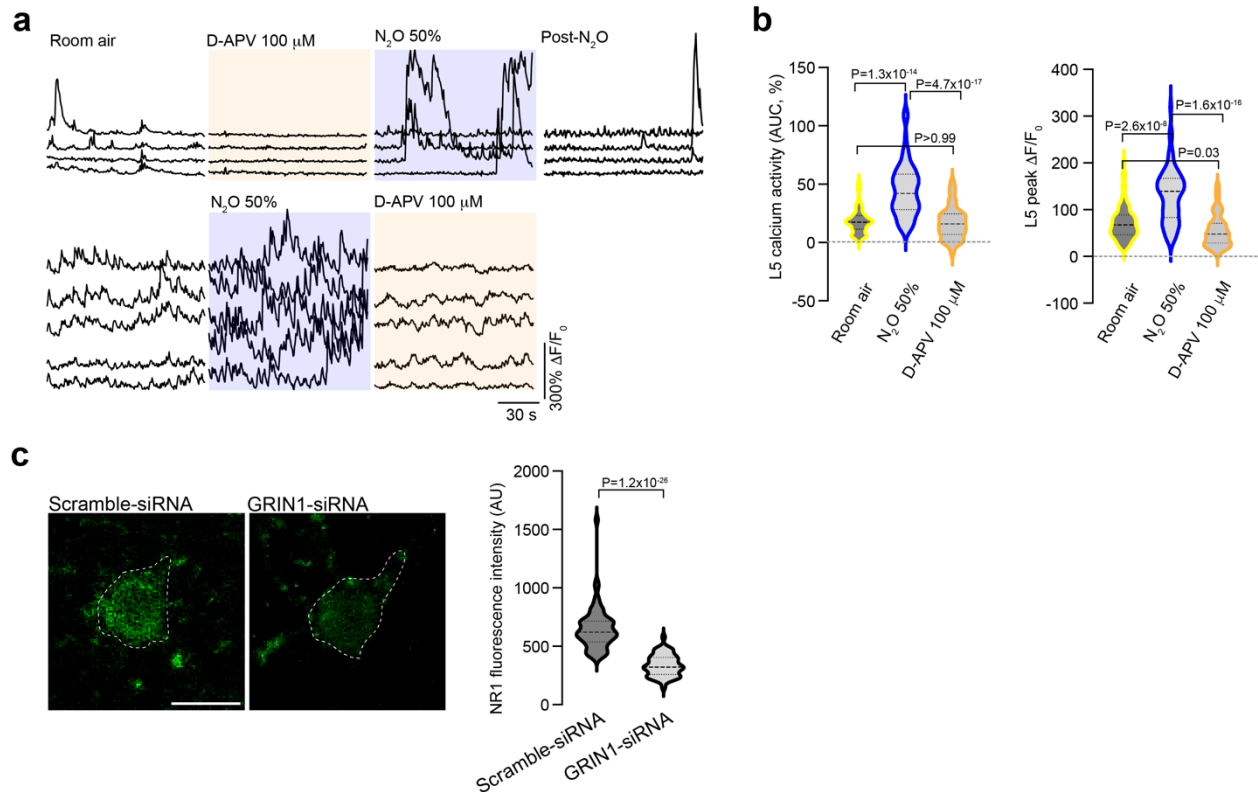 a
Room air
D-APV 100 μM
N₂O 50%
Post-N₂O
N₂O 50%
D-APV 100 μM
300% ΔF/F₀
30 s
b
L5 calcium activity (AUC, %)
150
100
50
0
-50
P=1.3x10⁻¹⁴
P=4.7x10⁻¹⁷
P>0.99
Room air
N₂O 50%
D-APV 100 μM
L5 peak ΔF/F₀
400
300
200
100
0
-100
P=1.6x10⁻¹⁶
P=2.6x10⁻⁸
P=0.03
Room air
N₂O 50%
D-APV 100 μM
c
Scramble-siRNA
GRIN1-siRNA
NR1 fluorescence intensity (AU)
2000
1500
1000
500
0
P=1.2x10⁻²⁶
Scramble-siRNA
GRIN1-siRNA